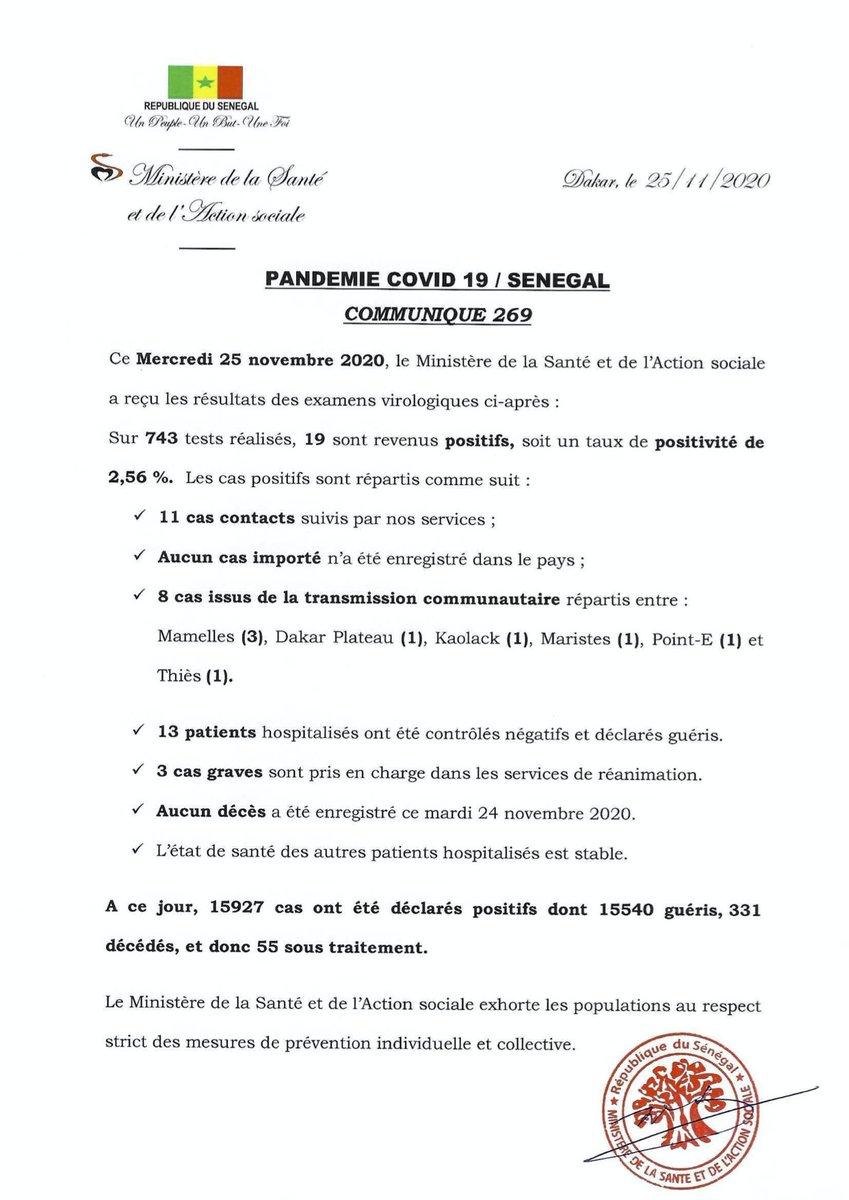 REPUBLIQUE DU SENEGAL
Un Peuple-Un But-Une Foi
Ministère de la Santé
et de l'Action sociale
Dakar, le 25/11/2020
PANDEMIE COVID 19 / SENEGAL
COMMUNIQUE 269
Ce Mercredi 25 novembre 2020, le Ministère de la Santé et de l'Action sociale
a reçu les résultats des examens virologiques ci-après :
Sur 743 tests réalisés, 19 sont revenus positifs, soit un taux de positivité de
2,56 %. Les cas positifs sont répartis comme suit :
✓ 11 cas contacts suivis par nos services ;
✓ Aucun cas importé n'a été enregistré dans le pays ;
✓ 8 cas issus de la transmission communautaire répartis entre :
Mamelles (3), Dakar Plateau (1), Kaolack (1), Maristes (1), Point-E (1) et
Thiès (1).
✓ 13 patients hospitalisés ont été contrôlés négatifs et déclarés guéris.
✓ 3 cas graves sont pris en charge dans les services de réanimation.
✓ Aucun décès a été enregistré ce mardi 24 novembre 2020.
✓ L'état de santé des autres patients hospitalisés est stable.
A ce jour, 15927 cas ont été déclarés positifs dont 15540 guéris, 331
décédés, et donc 55 sous traitement.
Le Ministère de la Santé et de l'Action sociale exhorte les populations au respect
strict des mesures de prévention individuelle et collective.
République du Sénégal
MINISTÈRE DE LA SANTE ET DE L'ACTION SOCIALE